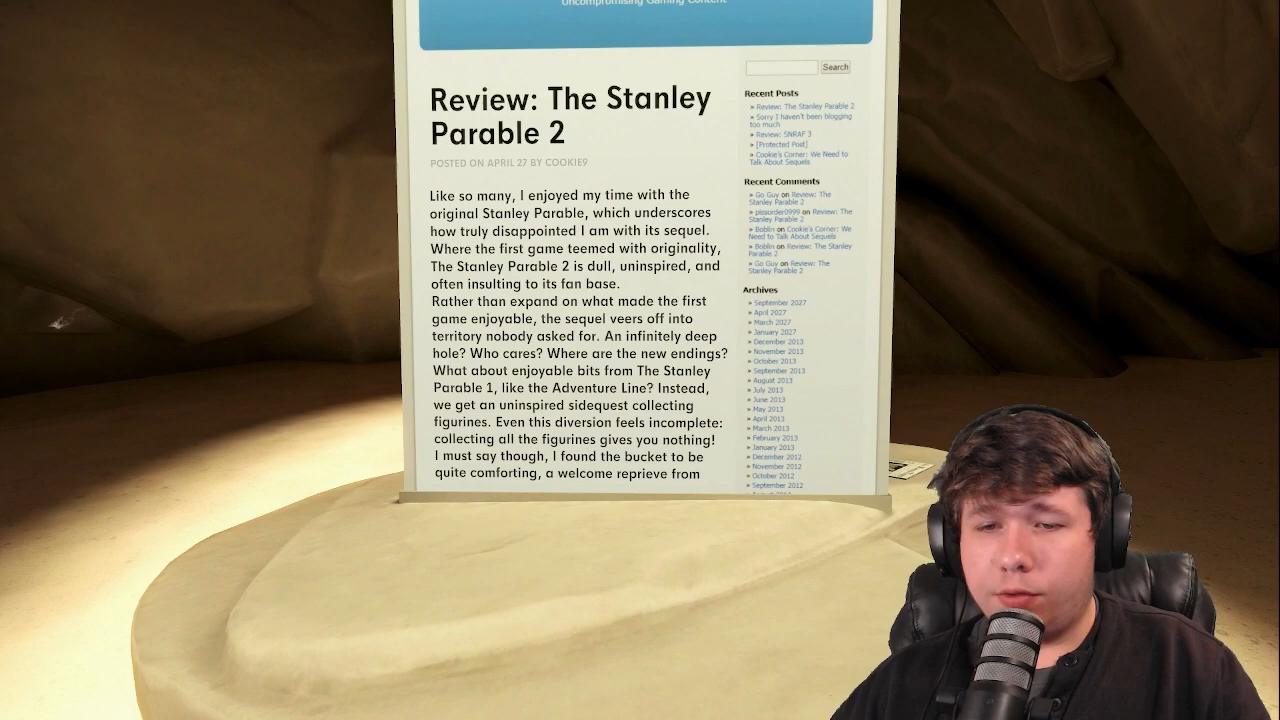 Uncompromising Gaming Content
Search
Review: The Stanley
Parable 2
POSTED ON APRIL 27 BY COOKIE9
Like so many, I enjoyed my time with the
original Stanley Parable, which underscores
how truly disappointed I am with its sequel.
Where the first game teemed with originality,
The Stanley Parable 2 is dull, uninspired, and
often insulting to its fan base.
Rather than expand on what made the first
game enjoyable, the sequel veers off into
territory nobody asked for. An infinitely deep
hole? Who cares? Where are the new endings?
What about enjoyable bits from The Stanley
Parable 1, like the Adventure Line? Instead,
we get an uninspired sidequest collecting
figurines. Even this diversion feels incomplete:
collecting all the figurines gives you nothing!
I must say though, I found the bucket to be
quite comforting, a welcome reprieve from
Recent Posts
» Review: The Stanley Parable 2
» Sorry I haven't been blogging
too much
» Review: SNRAF 3
» [Protected Post]
» Cookie's Corner: We Need to
Talk About Sequels
Recent Comments
» Go Guy on Review: The
Stanley Parable 2
» pissorder0999 on Review: The
Stanley Parable 2
» Boblin on Cookie's Corner: We
Need to Talk About Sequels
» Boblin on Review: The Stanley
Parable 2
» Go Guy on Review: The
Stanley Parable 2
Archives
» September 2027
» April 2027
» March 2027
» January 2027
» December 2013
» November 2013
» October 2013
» September 2013
» August 2013
» July 2013
» June 2013
» May 2013
» April 2013
» March 2013
» February 2013
» January 2013
» December 2012
» November 2012
» October 2012
» September 2012